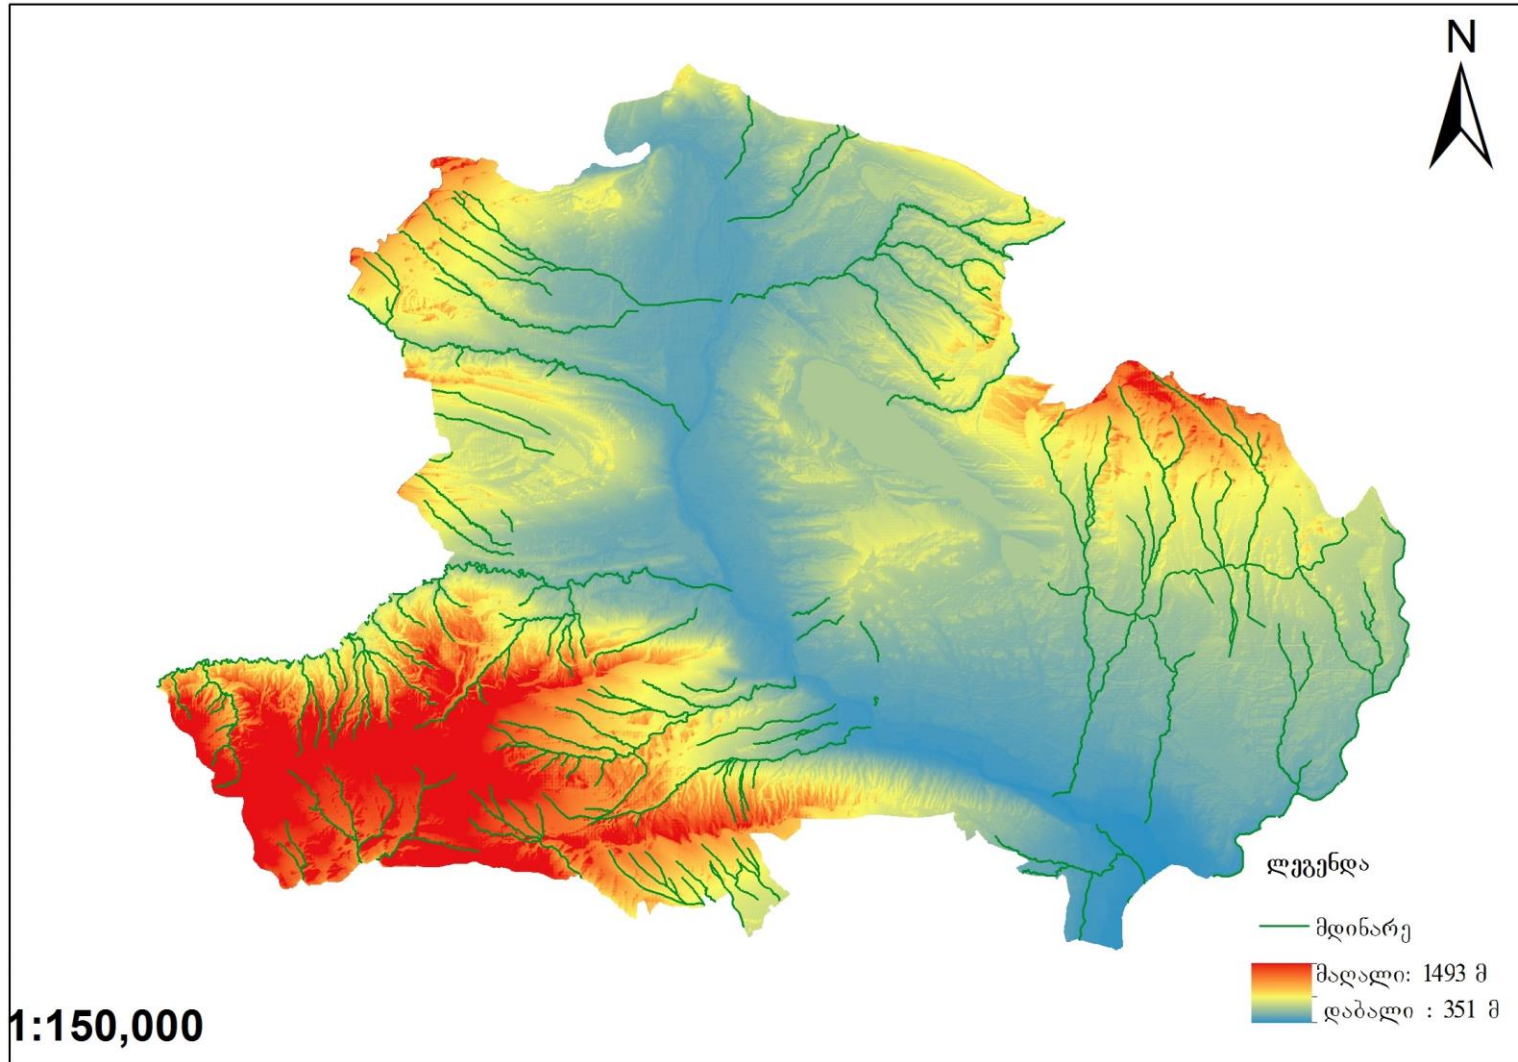 N
ლეგენდა
მდინარე
მაღალი: 1493 მ
დაბალი : 351 მ
1:150,000